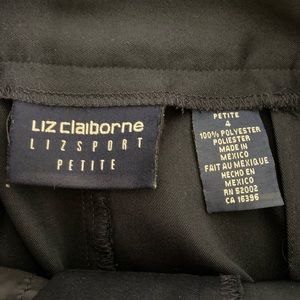 Liz claiborne
LIZSPORT
PETITE
PETITE
4
100% POLYESTER
POLIESTER
MADE IN
MEXICO
FAIT AU MEXIQUE
HECHO EN
MEXICO
RN 52002
CA 16396